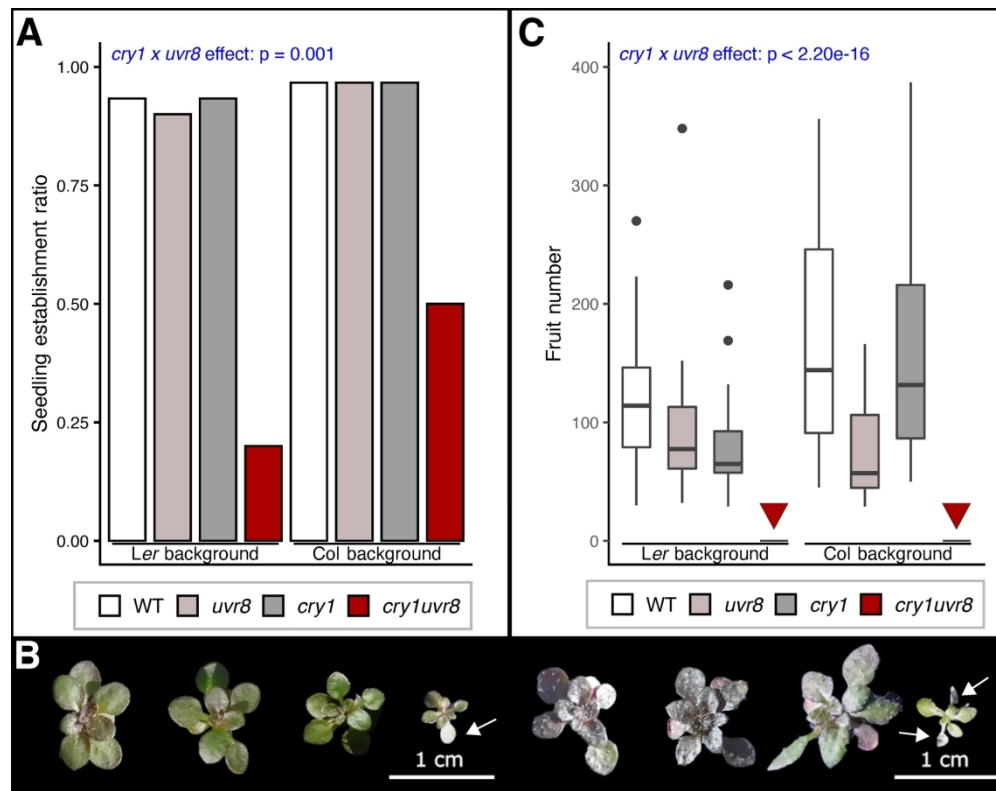 A
cry1 x uvr8 effect: p = 0.001
Seedling establishment ratio
1.00
0.75
0.50
0.25
0.00
Ler background
Col background
WT uvr8 cry1 cry1uvr8
C
cry1 x uvr8 effect: p < 2.20e-16
Fruit number
400
300
200
100
0
Ler background
Col background
WT uvr8 cry1 cry1uvr8
B
1 cm
1 cm